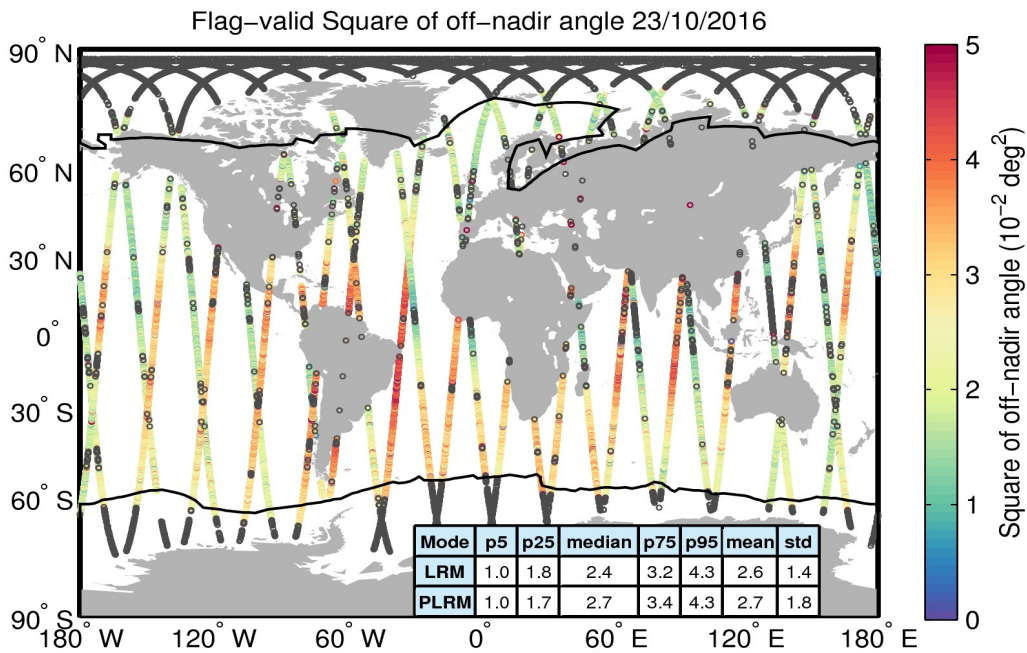 Flag−valid Square of off−nadir angle 23/10/2016
90° N
60° N
30° N
0°
30° S
60° S
90° S
180° W
120° W
60° W
0°
60° E
120° E
180° E
5
4
3
2
1
0
Square of off−nadir angle (10⁻² deg²)
Mode p5 p25 median p75 p95 mean std
LRM 1.0 1.8 2.4 3.2 4.3 2.6 1.4
PLRM 1.0 1.7 2.7 3.4 4.3 2.7 1.8